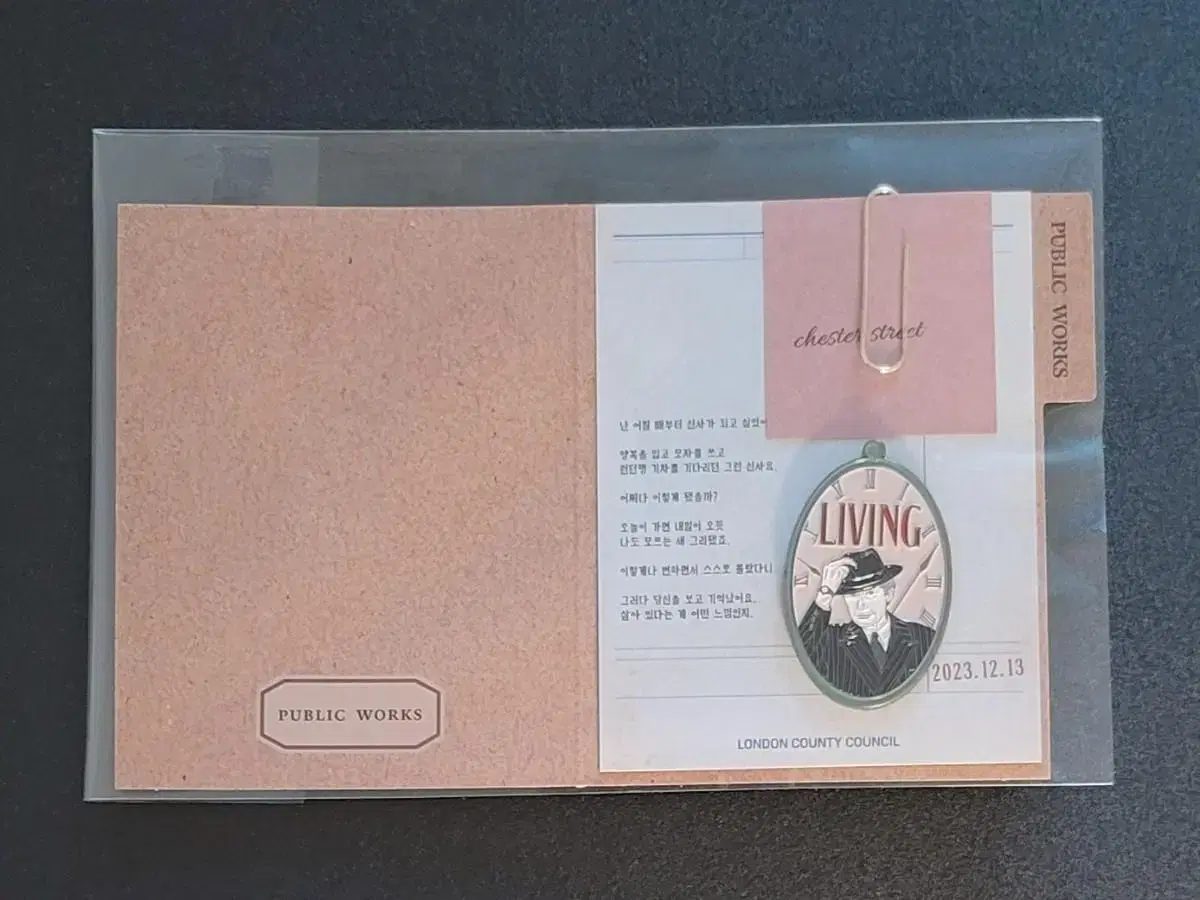 PUBLIC WORKS
chester street
난 어릴 때부터 신사가 되고 싶었어
양복을 입고 모자를 쓰고
런던행 기차를 기다리던 그런 신사요.
어쩌다 이렇게 됐을까?
오늘이 가면 내일이 오듯
나도 모르는 새 그리됐죠.
이렇게나 변하면서 스스로 몰랐다니
그러다 당신을 보고 기억났어요.
살아 있다는 게 어떤 느낌인지.
LIVING
2023.12.13
LONDON COUNTY COUNCIL
PUBLIC WORKS